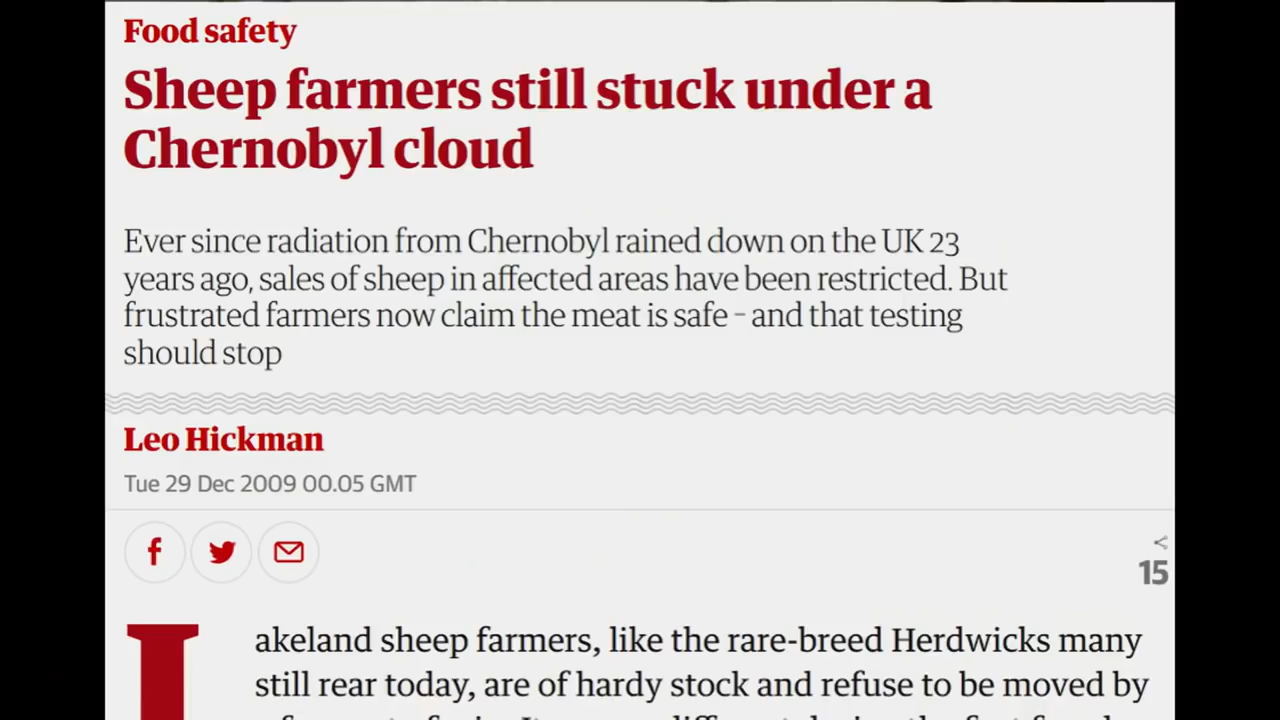 Food safety
Sheep farmers still stuck under a
Chernobyl cloud
Ever since radiation from Chernobyl rained down on the UK 23
years ago, sales of sheep in affected areas have been restricted. But
frustrated farmers now claim the meat is safe – and that testing
should stop
Leo Hickman
Tue 29 Dec 2009 00.05 GMT
15
akeland sheep farmers, like the rare-breed Herdwicks many
still rear today, are of hardy stock and refuse to be moved by